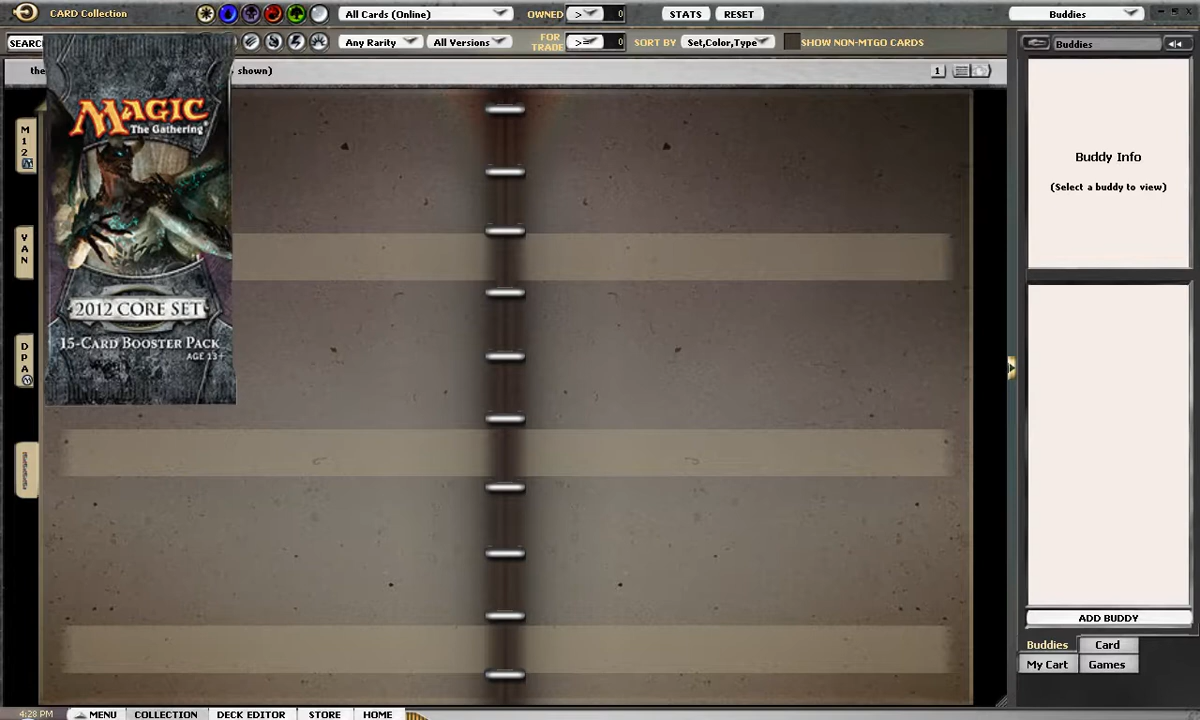 CARD Collection
All Cards (Online)
OWNED
>
0
STATS
RESET
Buddies
SEARC
Any Rarity
All Versions
FOR TRADE
>=
0
SORT BY
Set,Color,Type
SHOW NON-MTGO CARDS
Buddies
the
shown)
1
M12
VAN
DPA
MAGIC
The Gathering®
2012 CORE SET
15-CARD BOOSTER PACK
AGE 13+
Buddy Info
(Select a buddy to view)
ADD BUDDY
Buddies
Card
My Cart
Games
4:28 PM
MENU
COLLECTION
DECK EDITOR
STORE
HOME